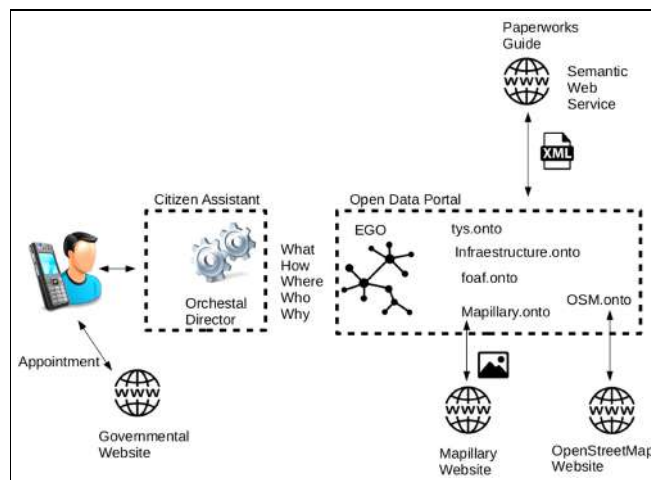 Paperworks
Guide
WWW
Semantic
Web
Service
XML
Citizen Assistant
Open Data Portal
EGO
tys.onto
Infraestructure.onto
foaf.onto
Mapillary.onto
OSM.onto
What
How
Where
Who
Why
Orchestal
Director
Appointment
WWW
Governmental
Website
WWW
Mapillary
Website
WWW
OpenStreetMap
Website